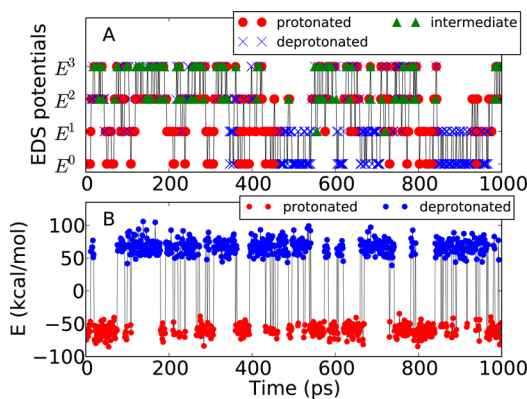 A
protonated
intermediate
deprotonated
EDS potentials
E³
E²
E¹
E⁰
0 200 400 600 800 1000
B
protonated
deprotonated
E (kcal/mol)
100
50
0
−50
−100
0 200 400 600 800 1000
Time (ps)